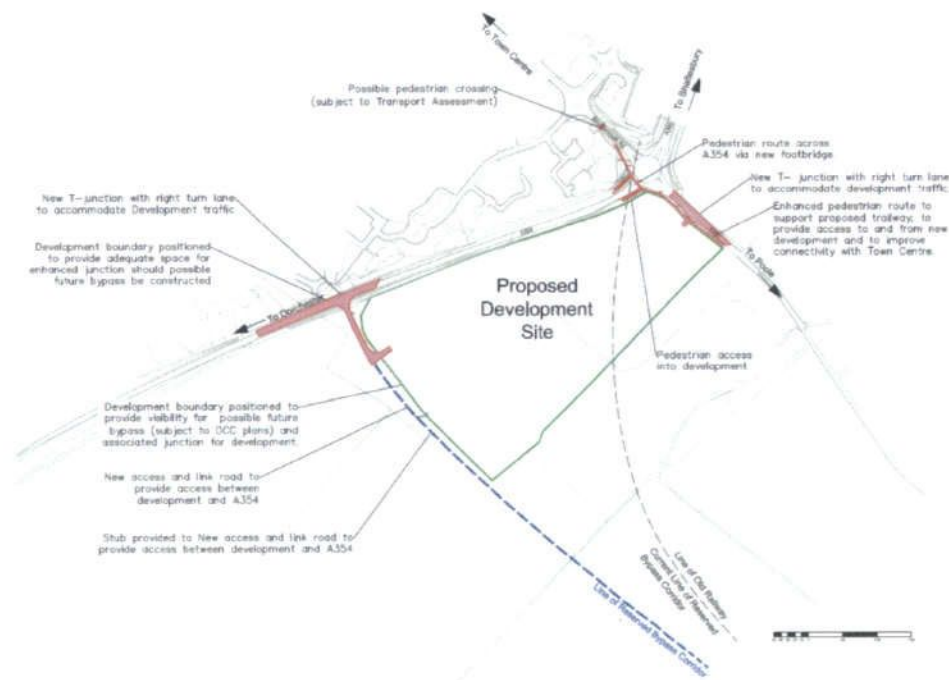 To Town Centre
To Shaftesbury
Possible pedestrian crossing
(subject to Transport Assessment)
Pedestrian route across
A354 via new footbridge
New T- junction with right turn lane
to accommodate development traffic.
Enhanced pedestrian route to
support proposed trailway, to
provide access to and from new
development and to improve
connectivity with Town Centre.
New T-junction with right turn lane
to accommodate Development traffic
Development boundary positioned
to provide adequate space for
enhanced junction should possible
future bypass be constructed
To Dorchester
To Poole
Proposed
Development
Site
Pedestrian access
into development
Development boundary positioned to
provide visibility for possible future
bypass (subject to DCC plans) and
associated junction for development.
New access and link road to
provide access between
development and A354
Stub provided to New access and link road to
provide access between development and A354
Line of Old Railway
Current Line of Reserved
Bypass Corridor
Line of Reserved Bypass Corridor